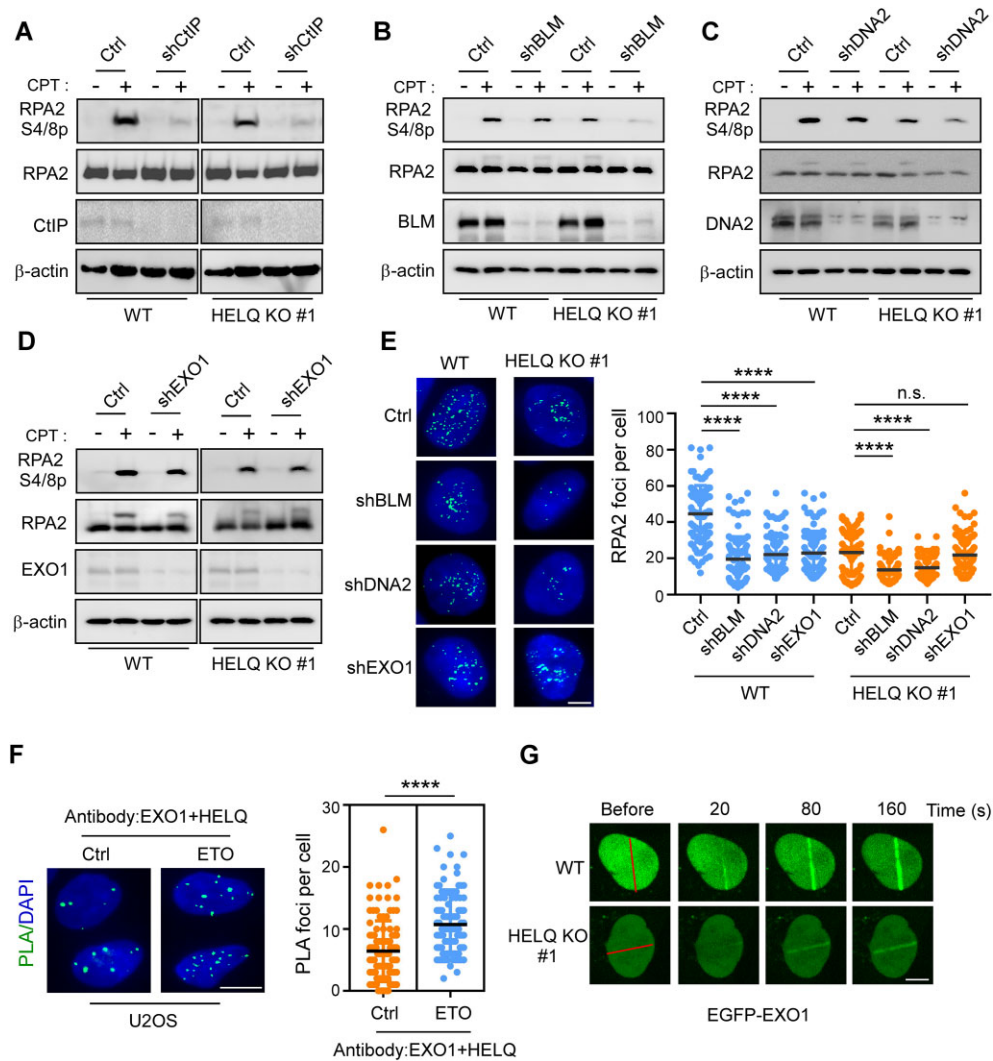 A
Ctrl shCtIP Ctrl shCtIP
CPT : - + - + - + - +
RPA2
S4/8p
RPA2
CtIP
β-actin
WT HELQ KO #1
B
Ctrl shBLM Ctrl shBLM
CPT : - + - + - + - +
RPA2
S4/8p
RPA2
BLM
β-actin
WT HELQ KO #1
C
Ctrl shDNA2 Ctrl shDNA2
CPT : - + - + - + - +
RPA2
S4/8p
RPA2
DNA2
β-actin
WT HELQ KO #1
D
Ctrl shEXO1 Ctrl shEXO1
CPT : - + - + - + - +
RPA2
S4/8p
RPA2
EXO1
β-actin
WT HELQ KO #1
E
WT HELQ KO #1
Ctrl
shBLM
shDNA2
shEXO1
RPA2 foci per cell
100
80
60
40
20
0
****
****
****
n.s.
****
****
Ctrl shBLM shDNA2 shEXO1 Ctrl shBLM shDNA2 shEXO1
WT HELQ KO #1
F
Antibody:EXO1+HELQ
Ctrl ETO
PLA/DAPI
U2OS
****
PLA foci per cell
30
20
10
0
Ctrl ETO
Antibody:EXO1+HELQ
G
Before 20 80 160 Time (s)
WT
HELQ KO
#1
EGFP-EXO1